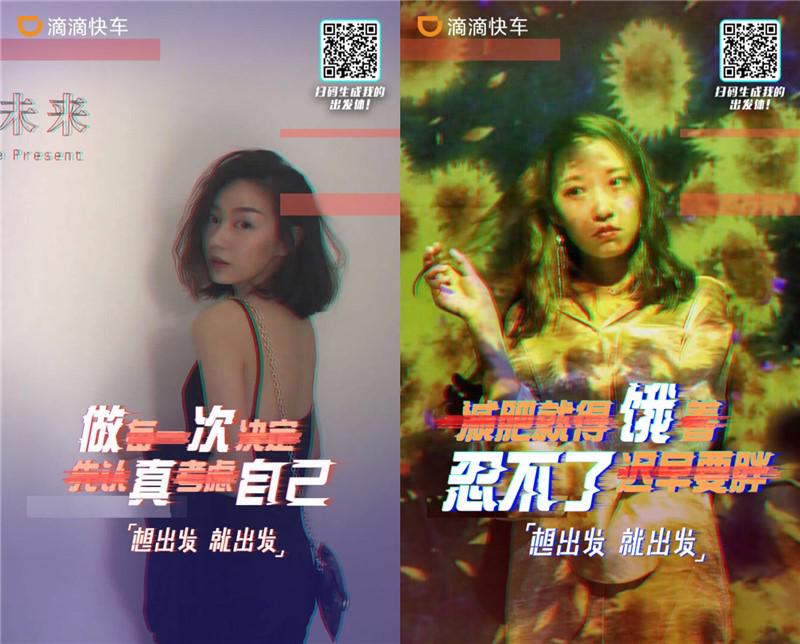 滴滴快车
扫码生成我的
出发体!
未来
e Present
做每一次决定
先认真考虑自己
「想出发 就出发」
滴滴快车
扫码生成我的
出发体!
减肥就得饿着
忍不了迟早要胖
「想出发 就出发」